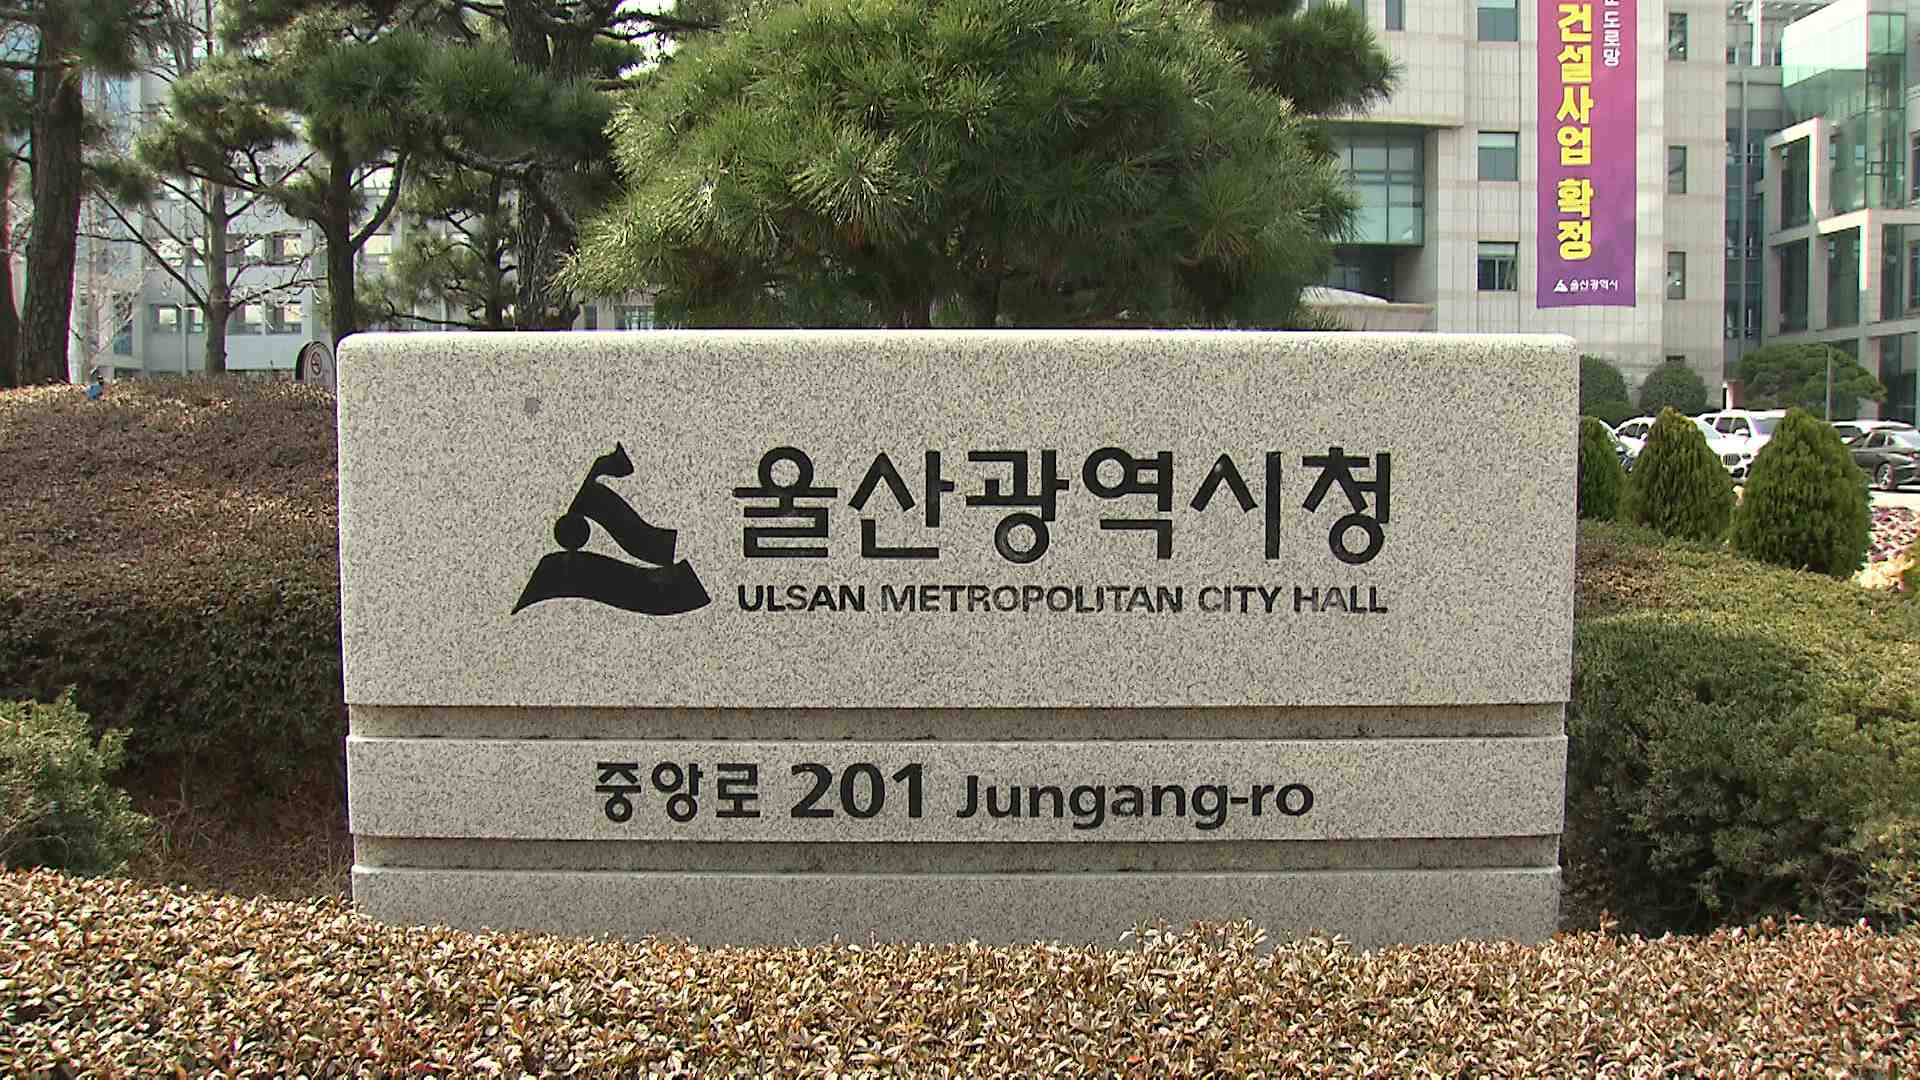 울산광역시청
ULSAN METROPOLITAN CITY HALL
중앙로 201 Jungang-ro
건설사업 확정
울산광역시